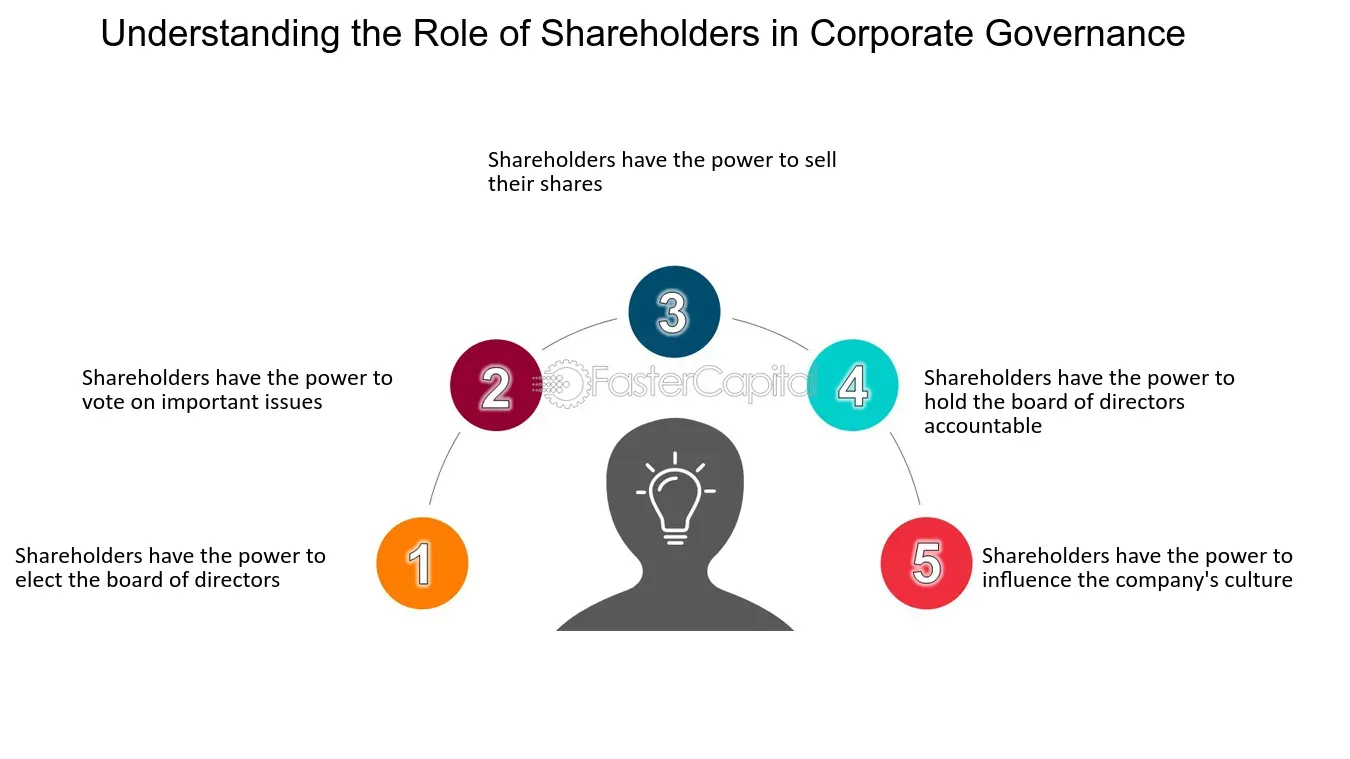 Understanding the Role of Shareholders in Corporate Governance
Shareholders have the power to sell
their shares
3
2
FasterCapital
4
Shareholders have the power to
vote on important issues
Shareholders have the power to
hold the board of directors
accountable
1
5
Shareholders have the power to
elect the board of directors
Shareholders have the power to
influence the company's culture